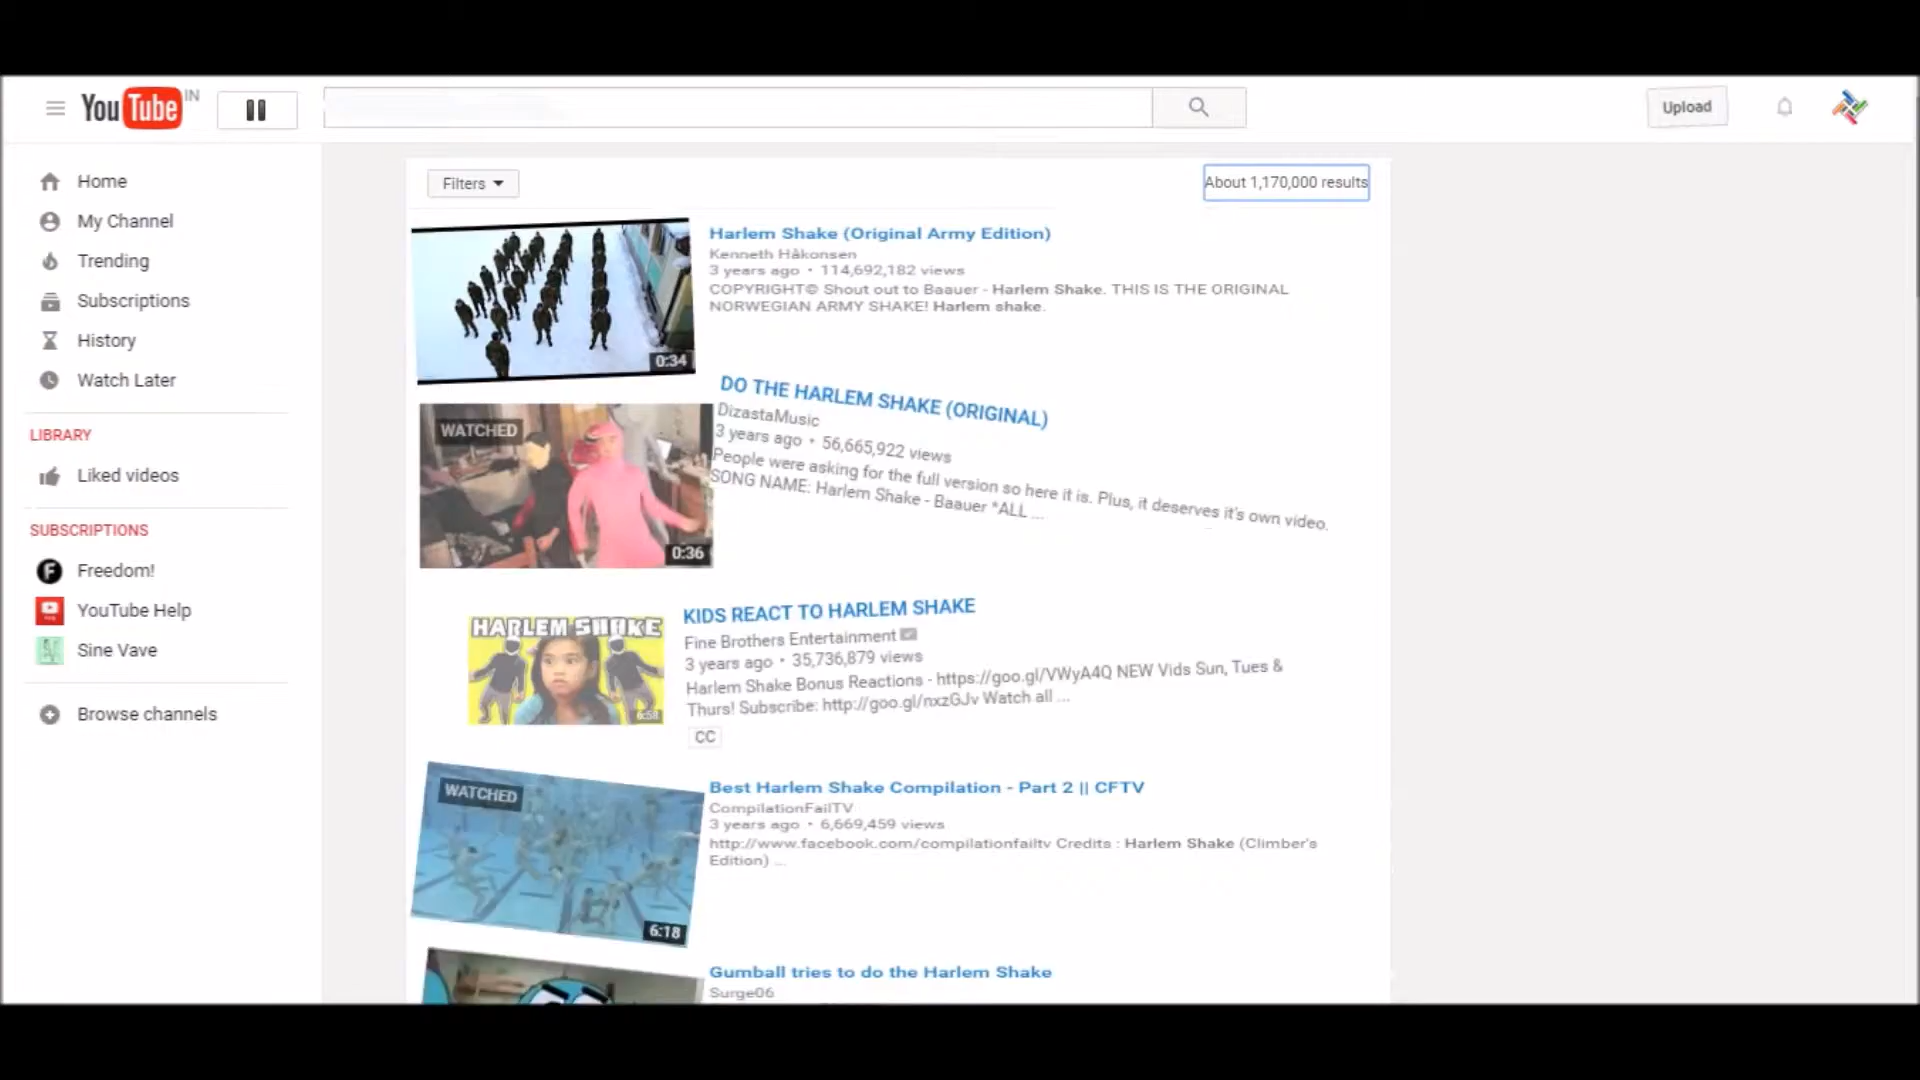 YouTube IN
Upload
Home
My Channel
Trending
Subscriptions
History
Watch Later
LIBRARY
Liked videos
SUBSCRIPTIONS
Freedom!
YouTube Help
Sine Vave
Browse channels
Filters
About 1,170,000 results
0:34
Harlem Shake (Original Army Edition)
Kenneth Håkonsen
3 years ago • 114,692,182 views
COPYRIGHT© Shout out to Baauer - Harlem Shake. THIS IS THE ORIGINAL
NORWEGIAN ARMY SHAKE! Harlem shake.
WATCHED
0:36
DO THE HARLEM SHAKE (ORIGINAL)
DizastaMusic
3 years ago • 56,665,922 views
People were asking for the full version so here it is. Plus, it deserves it's own video.
SONG NAME: Harlem Shake - Baauer *ALL ...
HARLEM SHAKE
6:58
KIDS REACT TO HARLEM SHAKE
Fine Brothers Entertainment
3 years ago • 35,736,879 views
Harlem Shake Bonus Reactions - https://goo.gl/VWyA4Q NEW Vids Sun, Tues &
Thurs! Subscribe: http://goo.gl/nxzGJv Watch all ...
CC
WATCHED
6:18
Best Harlem Shake Compilation - Part 2 || CFTV
CompilationFailTV
3 years ago • 6,669,459 views
http://www.facebook.com/compilationfailtv Credits : Harlem Shake (Climber's
Edition) ...
Gumball tries to do the Harlem Shake
Surge06